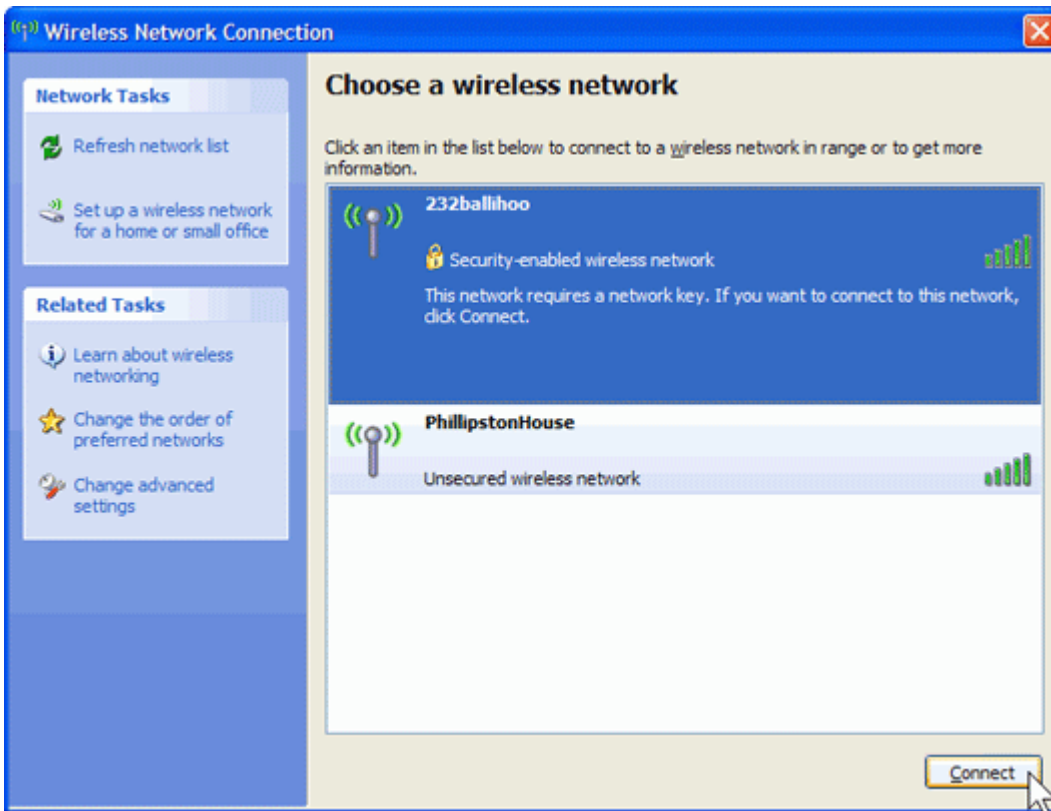 Wireless Network Connection
Network Tasks
Refresh network list
Set up a wireless network
for a home or small office
Related Tasks
Learn about wireless
networking
Change the order of
preferred networks
Change advanced
settings
Choose a wireless network
Click an item in the list below to connect to a wireless network in range or to get more
information.
232ballihoo
Security-enabled wireless network
This network requires a network key. If you want to connect to this network,
click Connect.
PhillipstonHouse
Unsecured wireless network
Connect